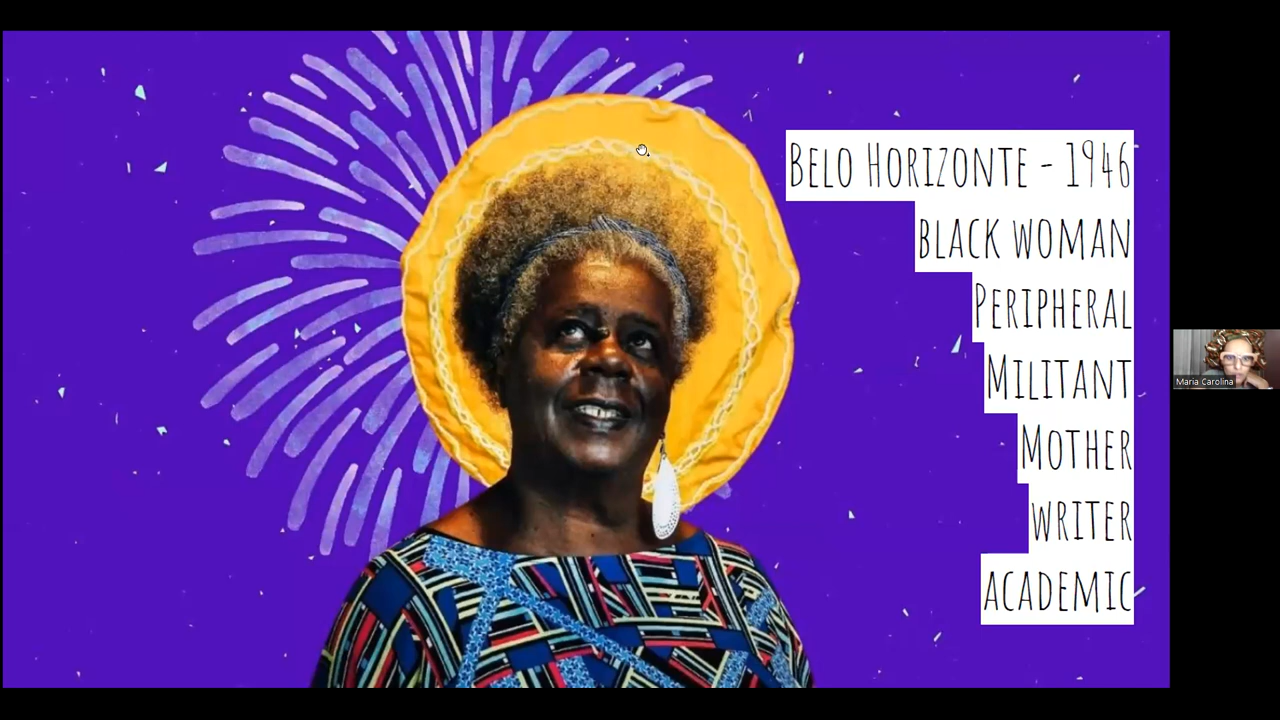 Belo Horizonte - 1946
black woman
Peripheral
Militant
Mother
writer
academic
Maria Carolina